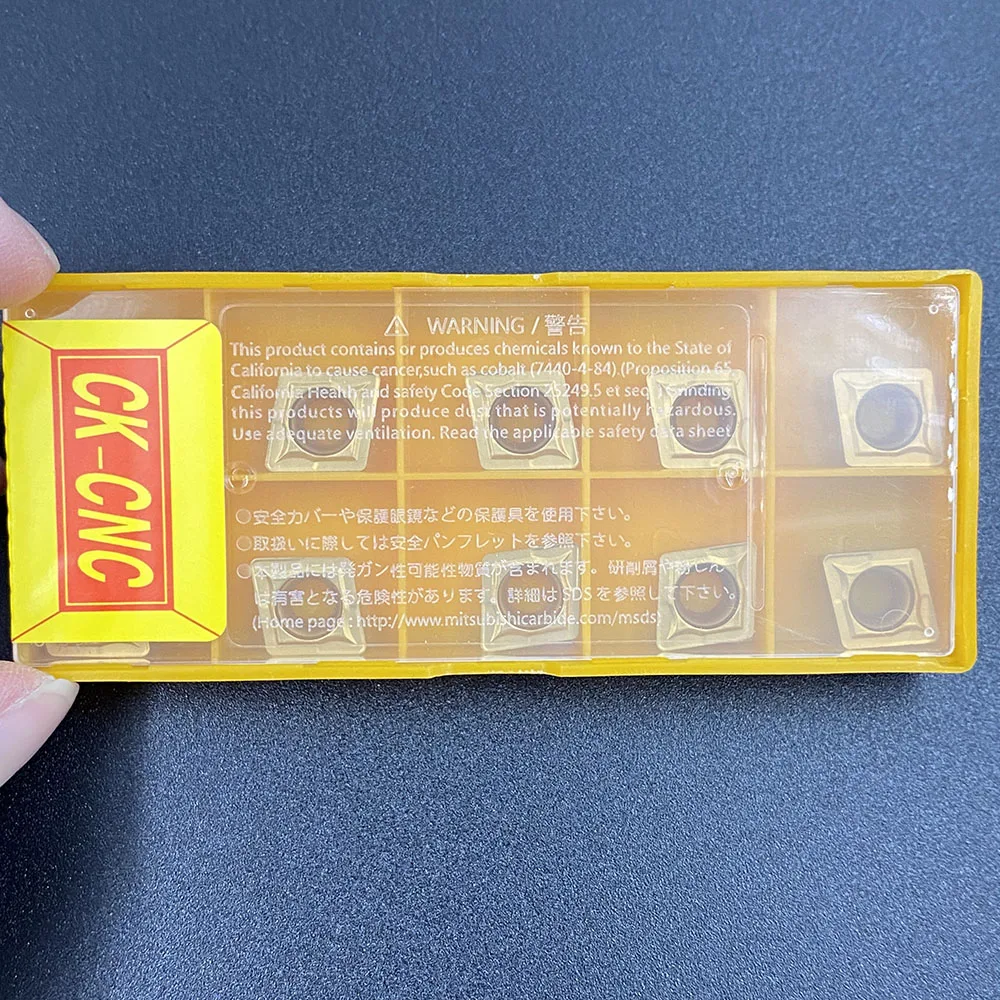 CK-CNC
WARNING / 警告
This product contains or produces chemicals known to the State of
California to cause cancer,such as cobalt (7440-4-84).(Proposition 65
California Health and safety Code Section 25249.5 et seq.) Grinding
this products will produce dust that is potentially hazardous.
Use adequate ventilation. Read the applicable safety data sheet
○安全カバーや保護眼鏡などの保護具を使用下さい。
○取扱いに際しては安全パンフレットを参照下さい。
○本製品には発ガン性可能性物質が含まれます。研削屑や粉じん
は有害となる危険性があります。詳細はSDSを参照して下さい。
(Home page : http://www.mitsubishicarbide.com/msds)